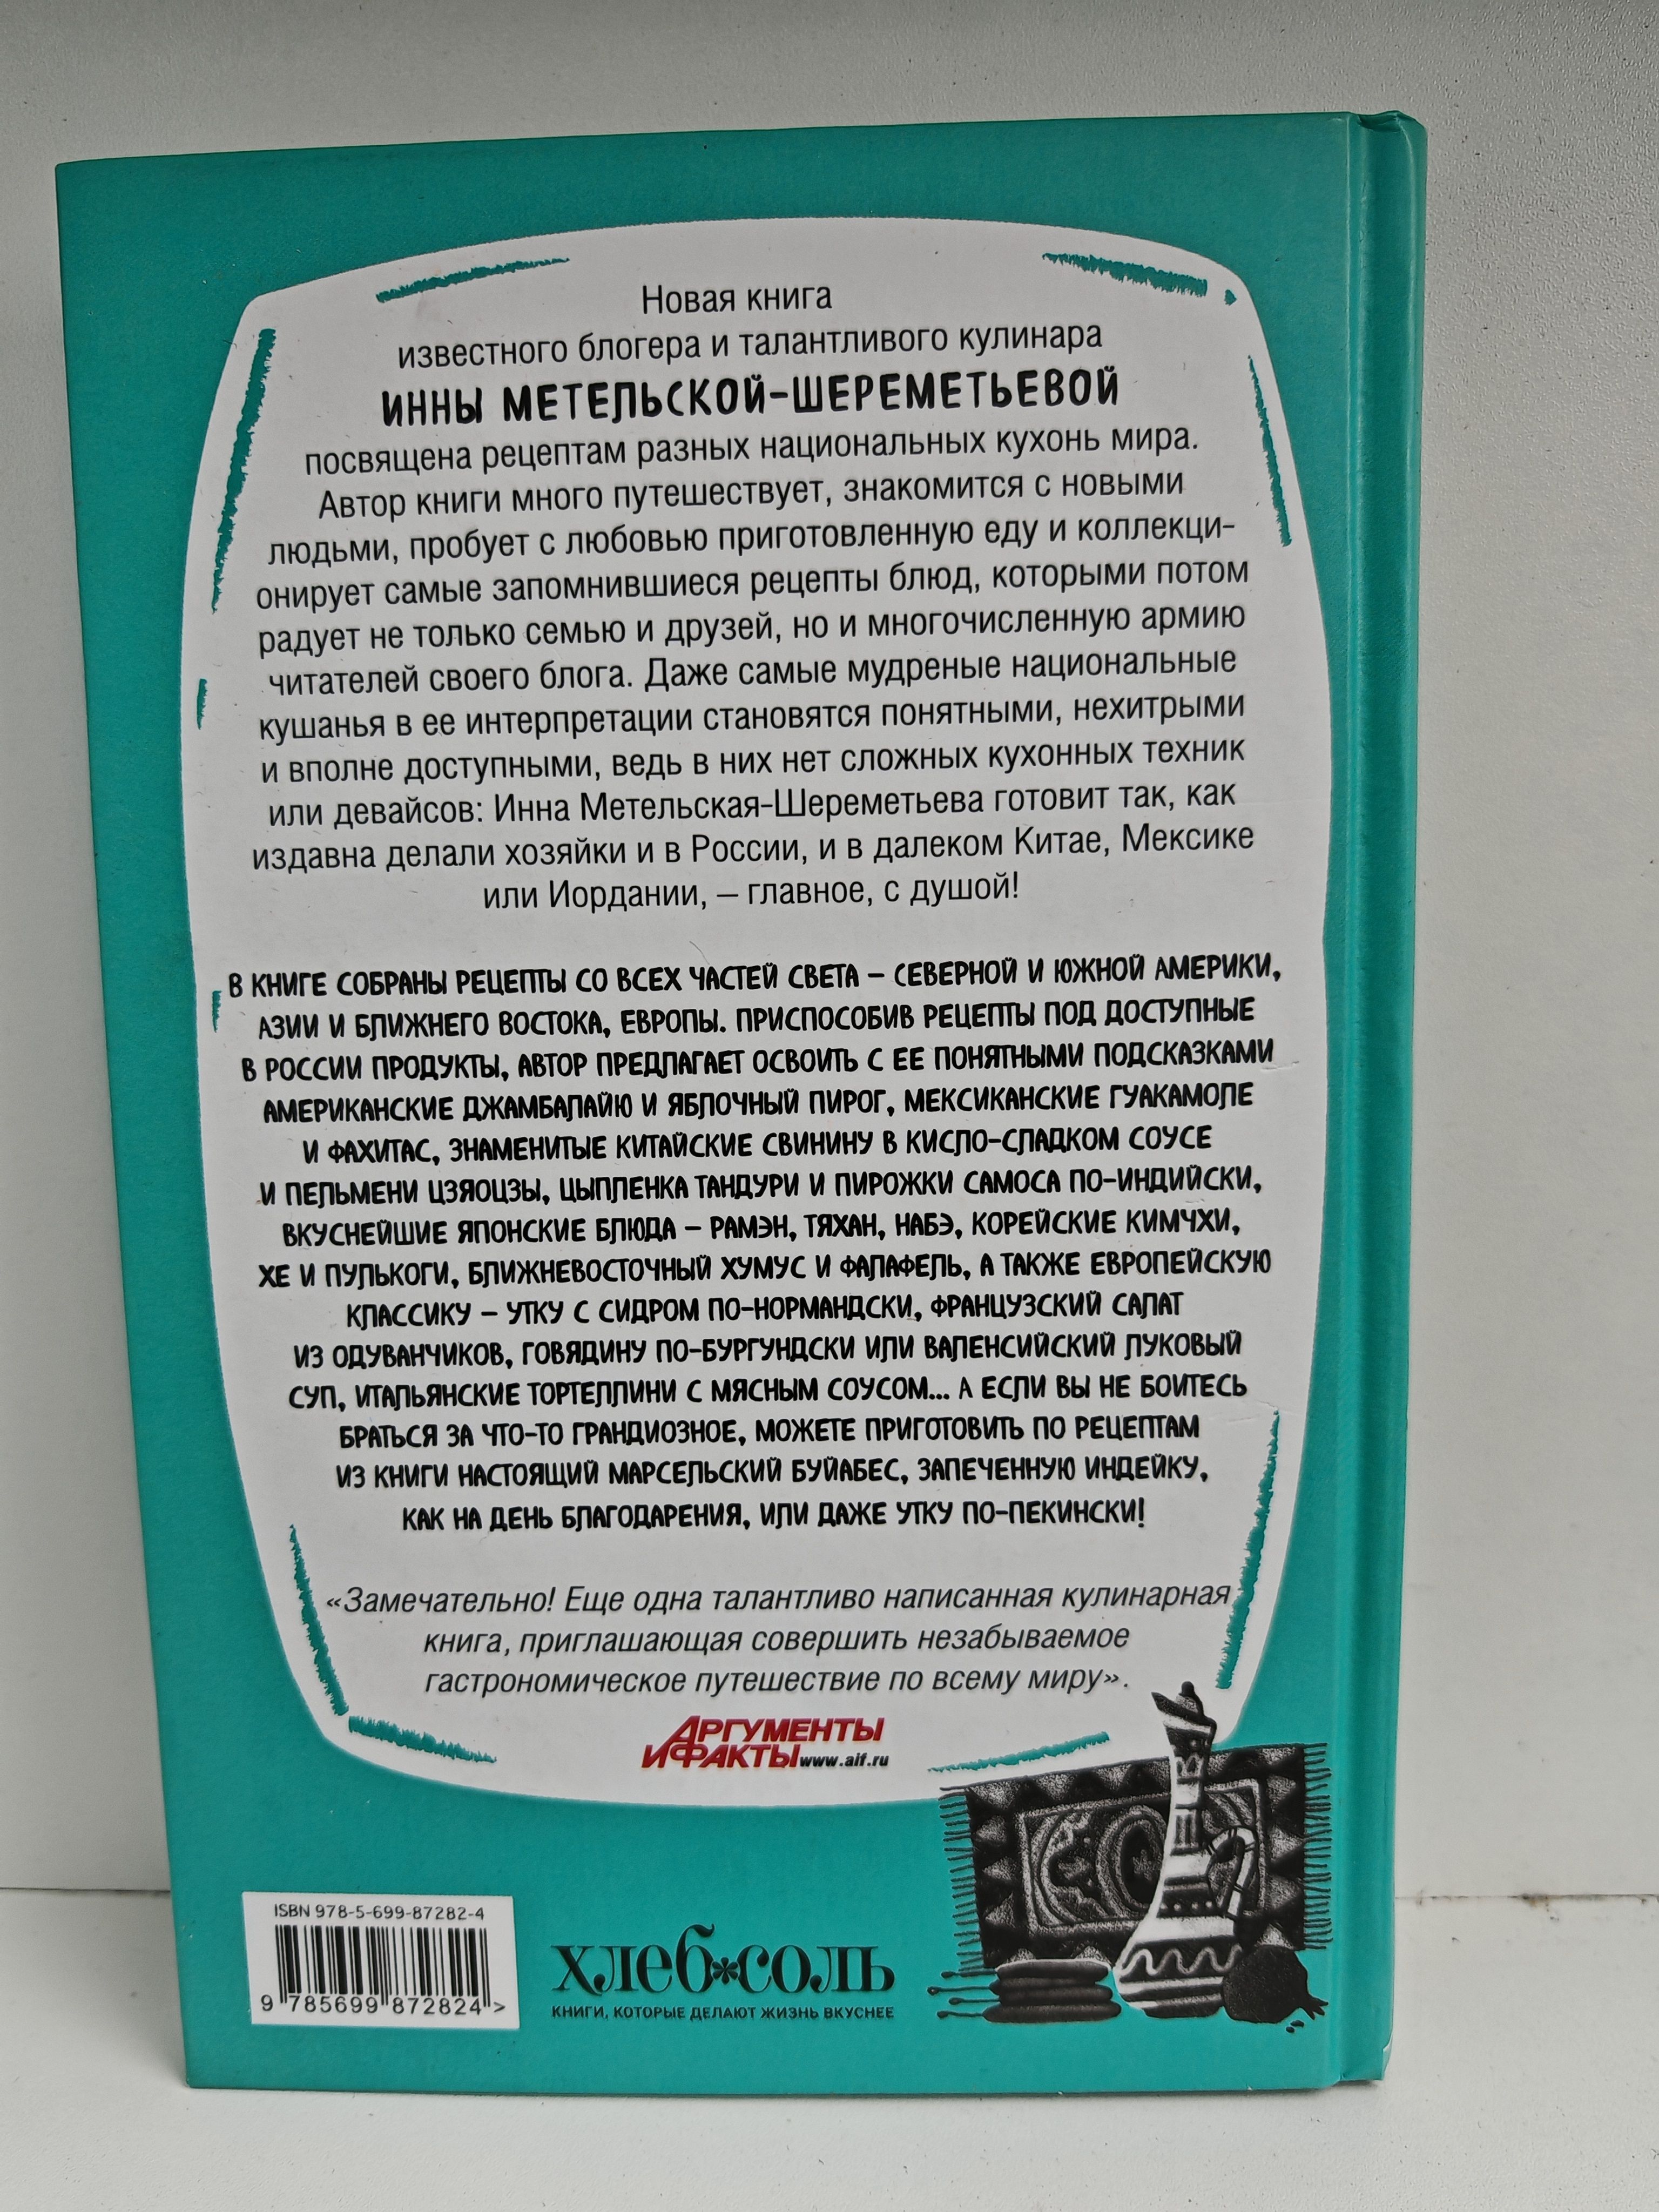 Новая книга
известного блогера и талантливого кулинара
ИННЫ МЕТЕЛЬСКОЙ-ШЕРЕМЕТЬЕВОЙ
посвящена рецептам разных национальных кухонь мира.
Автор книги много путешествует, знакомится с новыми
людьми, пробует с любовью приготовленную еду и коллекци-
онирует самые запомнившиеся рецепты блюд, которыми потом
радует не только семью и друзей, но и многочисленную армию
читателей своего блога. Даже самые мудреные национальные
кушанья в ее интерпретации становятся понятными, нехитрыми
и вполне доступными, ведь в них нет сложных кухонных техник
или девайсов: Инна Метельская-Шереметьева готовит так, как
издавна делали хозяйки и в России, и в далеком Китае, Мексике
или Иордании, – главное, с душой!
В КНИГЕ СОБРАНЫ РЕЦЕПТЫ СО ВСЕХ ЧАСТЕЙ СВЕТА – СЕВЕРНОЙ И ЮЖНОЙ АМЕРИКИ,
АЗИИ И БЛИЖНЕГО ВОСТОКА, ЕВРОПЫ. ПРИСПОСОБИВ РЕЦЕПТЫ ПОД ДОСТУПНЫЕ
В РОССИИ ПРОДУКТЫ, АВТОР ПРЕДЛАГАЕТ ОСВОИТЬ С ЕЕ ПОНЯТНЫМИ ПОДСКАЗКАМИ
АМЕРИКАНСКИЕ ДЖАМБАЛАЙЮ И ЯБЛОЧНЫЙ ПИРОГ, МЕКСИКАНСКИЕ ГУАКАМОЛЕ
И ФАХИТАС, ЗНАМЕНИТЫЕ КИТАЙСКИЕ СВИНИНУ В КИСЛО-СЛАДКОМ СОУСЕ
И ПЕЛЬМЕНИ ЦЗЯОЦЗЫ, ЦЫПЛЕНКА ТАНДУРИ И ПИРОЖКИ САМОСА ПО-ИНДИЙСКИ,
ВКУСНЕЙШИЕ ЯПОНСКИЕ БЛЮДА – РАМЭН, ТЯХАН, НАБЭ, КОРЕЙСКИЕ КИМЧХИ,
ХЕ И ПУЛЬКОГИ, БЛИЖНЕВОСТОЧНЫЙ ХУМУС И ФАЛАФЕЛЬ, А ТАКЖЕ ЕВРОПЕЙСКУЮ
КЛАССИКУ – УТКУ С СИДРОМ ПО-НОРМАНДСКИ, ФРАНЦУЗСКИЙ САЛАТ
ИЗ ОДУВАНЧИКОВ, ГОВЯДИНУ ПО-БУРГУНДСКИ ИЛИ ВАЛЕНСИЙСКИЙ ЛУКОВЫЙ
СУП, ИТАЛЬЯНСКИЕ ТОРТЕЛЛИНИ С МЯСНЫМ СОУСОМ... А ЕСЛИ ВЫ НЕ БОИТЕСЬ
БРАТЬСЯ ЗА ЧТО-ТО ГРАНДИОЗНОЕ, МОЖЕТЕ ПРИГОТОВИТЬ ПО РЕЦЕПТАМ
ИЗ КНИГИ НАСТОЯЩИЙ МАРСЕЛЬСКИЙ БУЙАБЕС, ЗАПЕЧЕННУЮ ИНДЕЙКУ,
КАК НА ДЕНЬ БЛАГОДАРЕНИЯ, ИЛИ ДАЖЕ УТКУ ПО-ПЕКИНСКИ!
«Замечательно! Еще одна талантливо написанная кулинарная
книга, приглашающая совершить незабываемое
гастрономическое путешествие по всему миру».
АРГУМЕНТЫ
И ФАКТЫ www.aif.ru
ISBN 978-5-699-87282-4
9 785699 872824 >
хлеб*соль
КНИГИ, КОТОРЫЕ ДЕЛАЮТ ЖИЗНЬ ВКУСНЕЕ